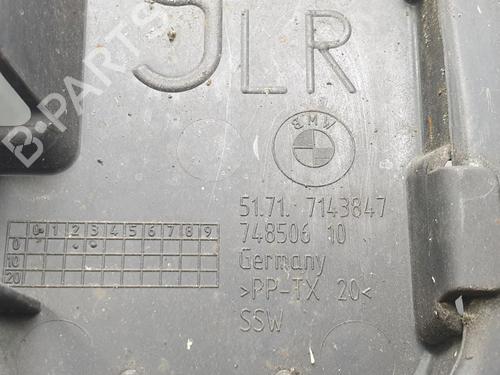 5LR
BMW
51.71. 7143847
748506 10
Germany
>PP-TX 20<
SSW
0 1 2 3 4 5 6 7 8 9
0
10
20
B-PARTS